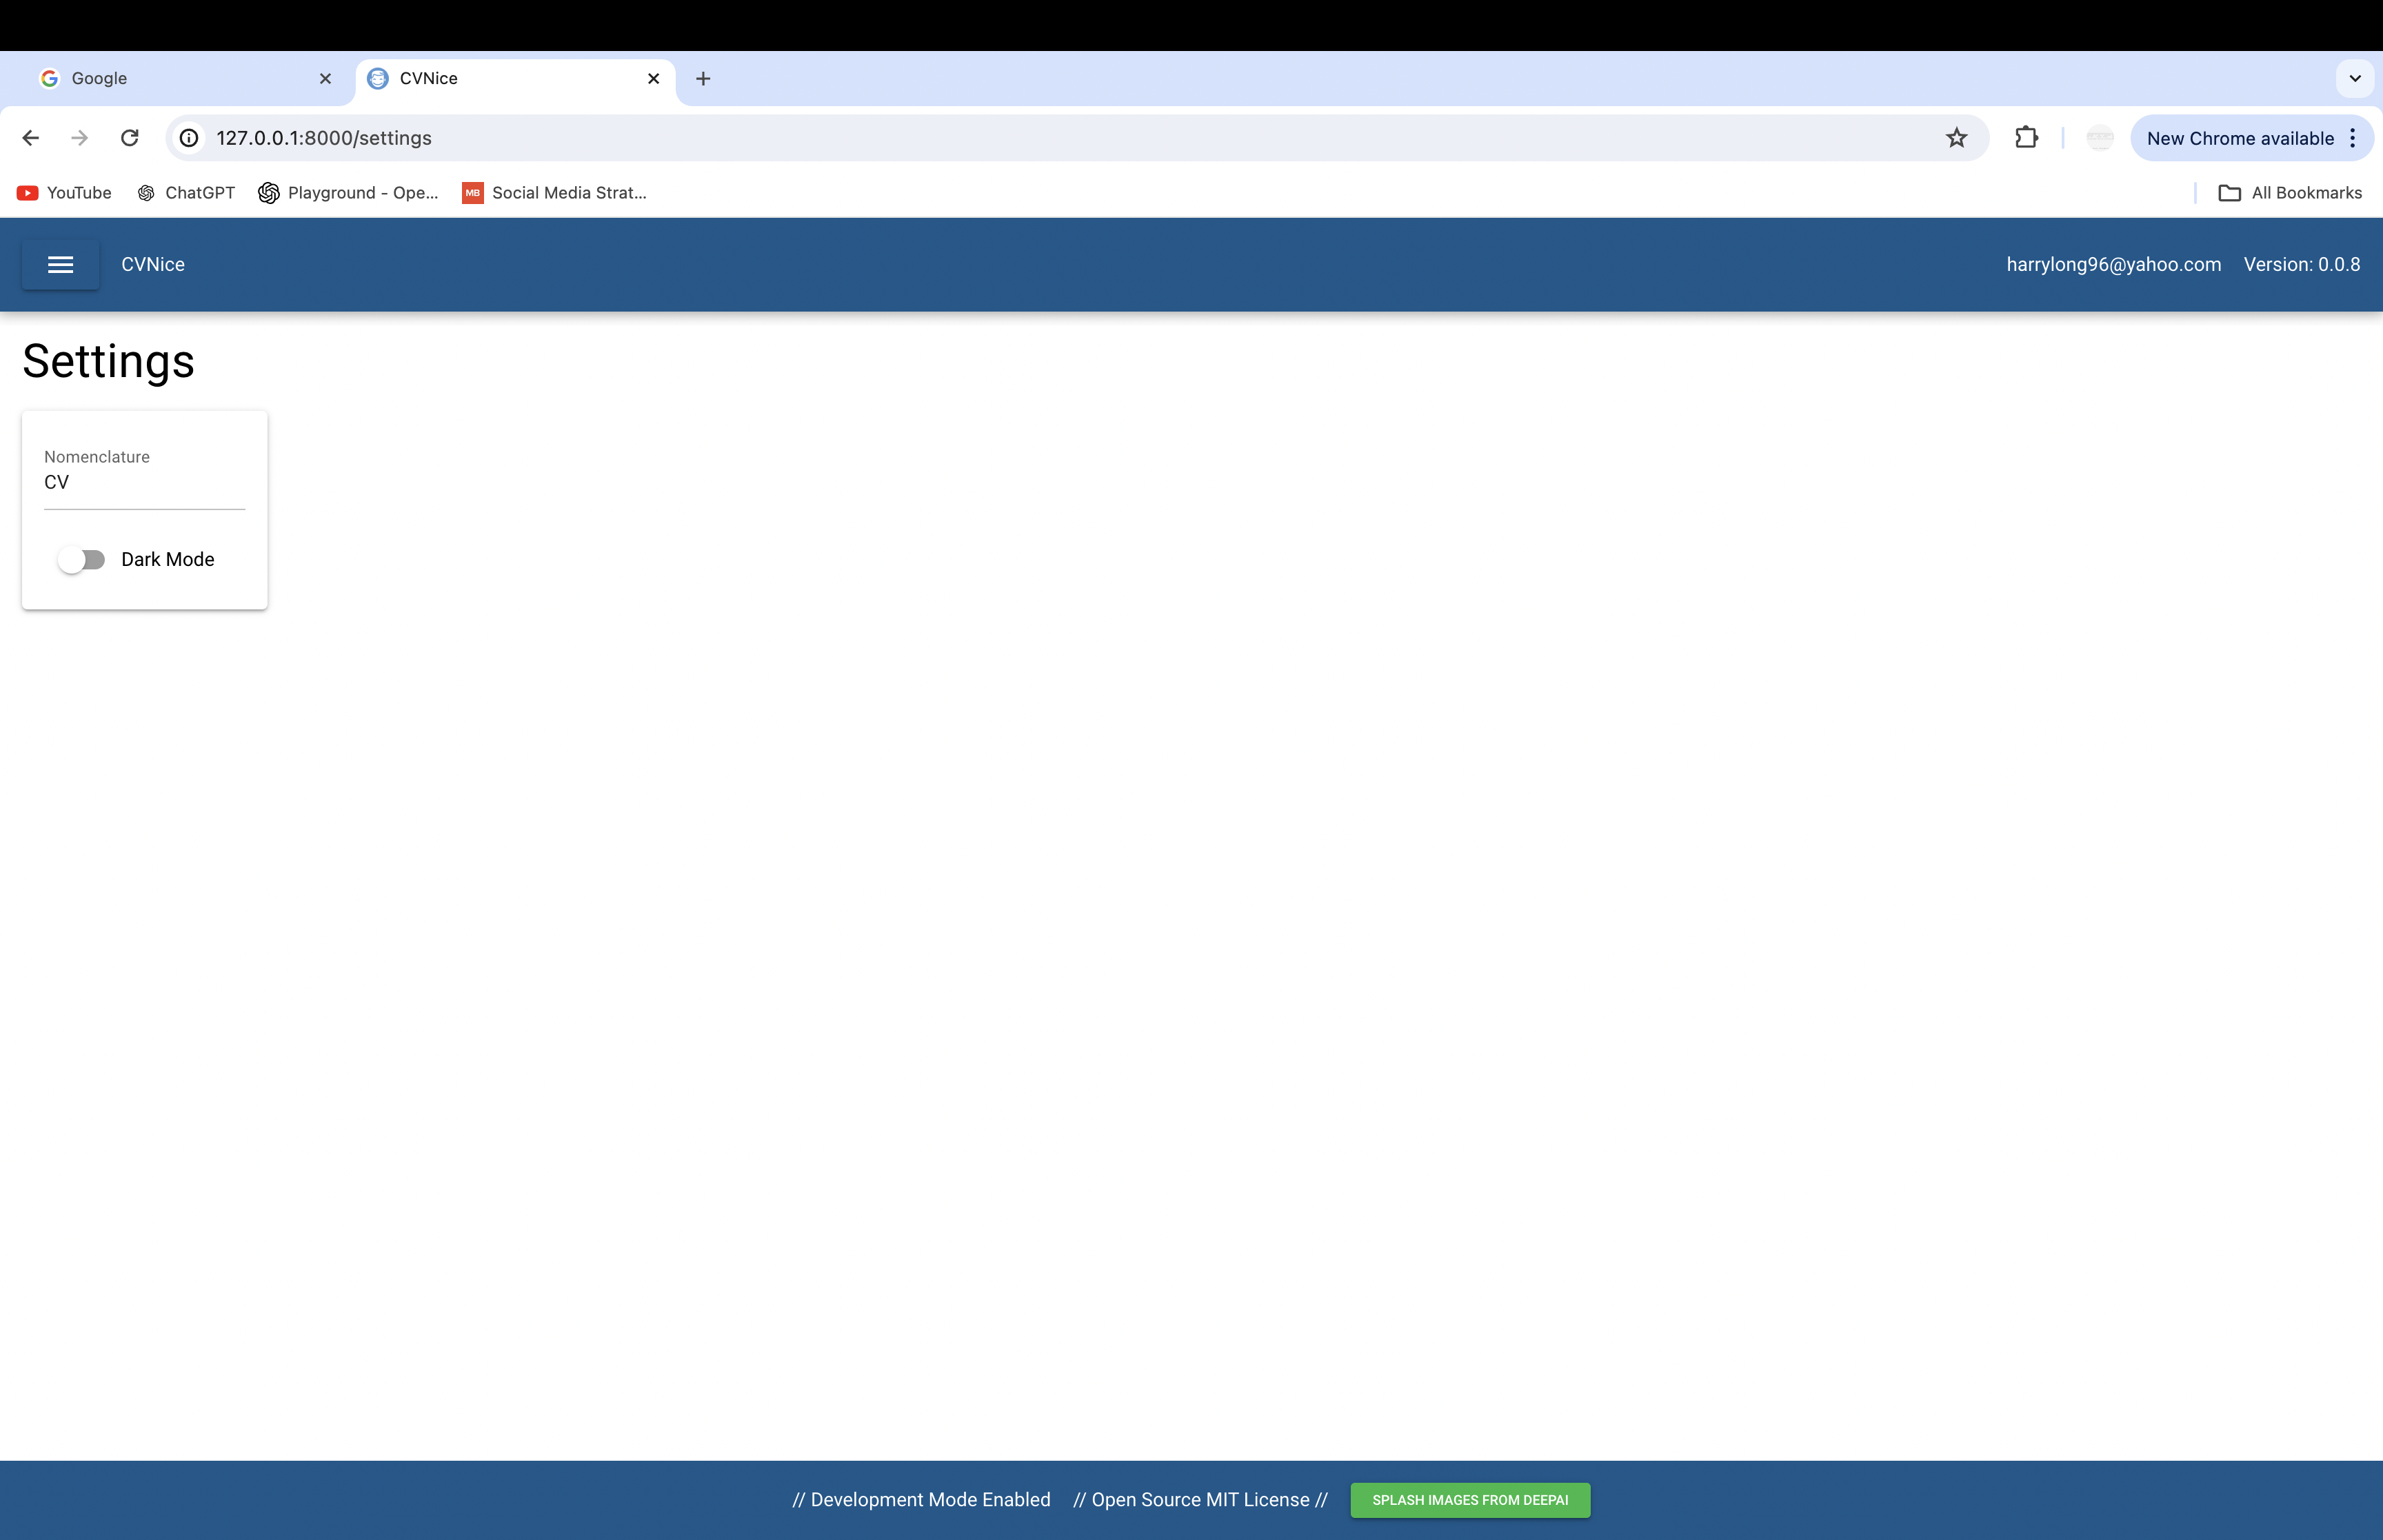 Google
CVNice
127.0.0.1:8000/settings
New Chrome available
YouTube
ChatGPT
Playground - Ope...
MB
Social Media Strat...
All Bookmarks
CVNice
harrylong96@yahoo.com
Version: 0.0.8
Settings
Nomenclature
CV
Dark Mode
// Development Mode Enabled
// Open Source MIT License //
SPLASH IMAGES FROM DEEPAI